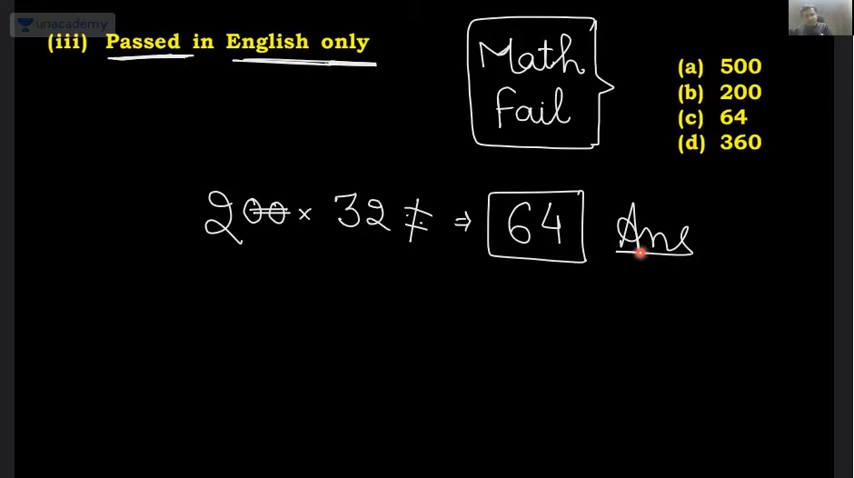 unacademy
(iii) Passed in English only
Math
Fail
(a) 500
(b) 200
(c) 64
(d) 360
200 × 32 % ⇒ 64 Ans